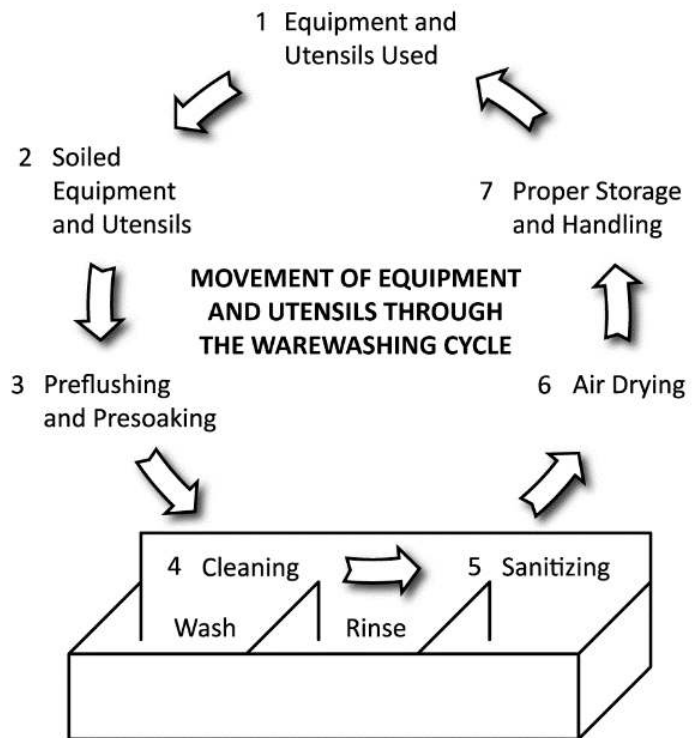 1 Equipment and
Utensils Used
2 Soiled
Equipment
and Utensils
7 Proper Storage
and Handling
MOVEMENT OF EQUIPMENT
AND UTENSILS THROUGH
THE WAREWASHING CYCLE
3 Preflushing
and Presoaking
6 Air Drying
4 Cleaning
5 Sanitizing
Wash
Rinse